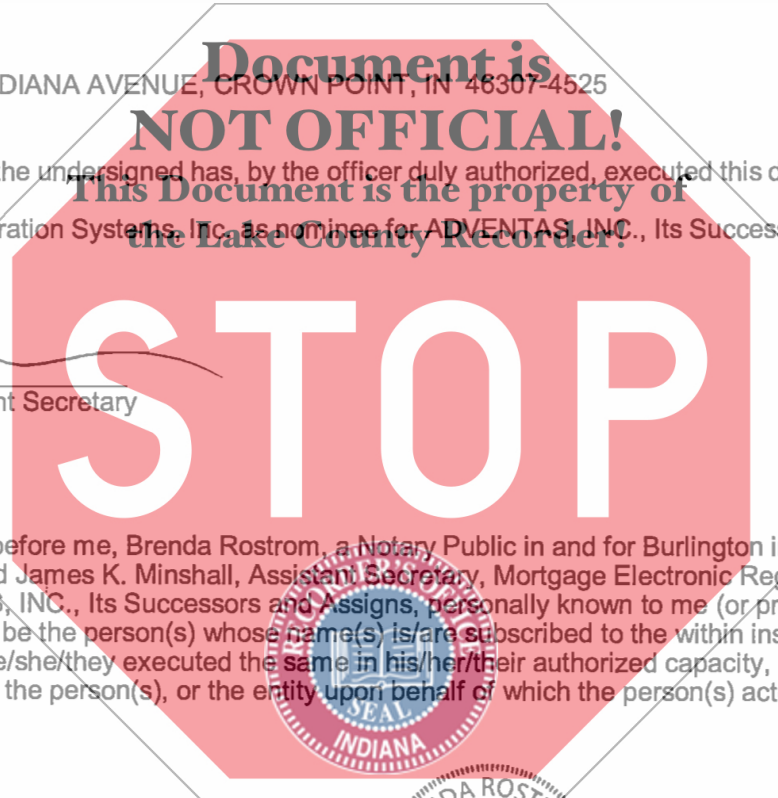 Document is
DIANA AVENUE, CROWN POINT, IN 46307-4525
NOT OFFICIAL!
the undersigned has, by the officer duly authorized, executed this d
This Document is the property of
ration Systems, Inc. as nominee for ADVENTAS, INC., Its Success
the Lake County Recorder!
STOP
nt Secretary
before me, Brenda Rostrom, a Notary Public in and for Burlington i
d James K. Minshall, Assistant Secretary, Mortgage Electronic Reg
S, INC., Its Successors and Assigns, personally known to me (or pr
be the person(s) whose name(s) is/are subscribed to the within ins
e/she/they executed the same in his/her/their authorized capacity,
the person(s), or the entity upon behalf of which the person(s) act
RECORDER'S OFFICE
SEAL
INDIANA
DA ROST